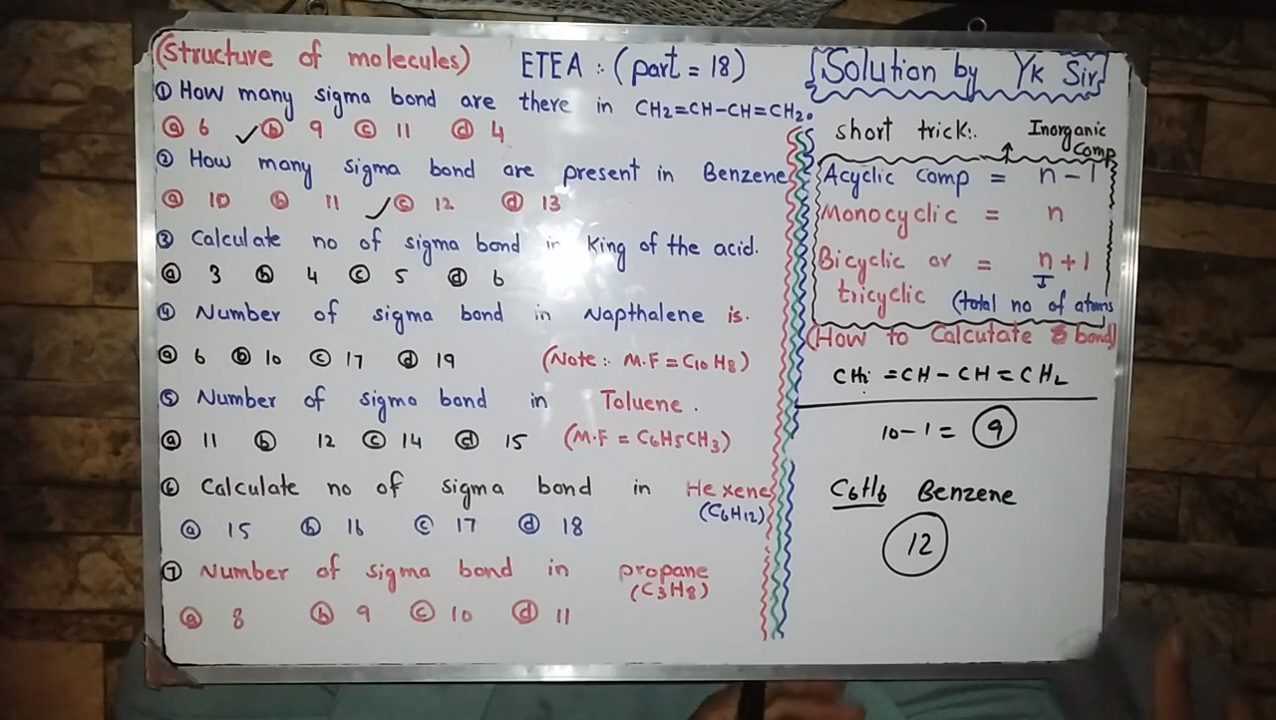 (Structure of molecules) ETEA :- (part = 18)
① How many sigma bond are there in CH2=CH-CH=CH2.
ⓐ 6 ✓ⓑ 9 ⓒ 11 ⓓ 4
② How many sigma bond are present in Benzene
ⓐ 10 ⓑ 11 ✓ⓒ 12 ⓓ 13
③ Calculate no of sigma bond in King of the acid.
ⓐ 3 ⓑ 4 ⓒ 5 ⓓ 6
④ Number of sigma bond in Napthalene is.
ⓐ 6 ⓑ 10 ⓒ 17 ⓓ 19 (Note:- M.F = C10H8)
⑤ Number of sigma bond in Toluene.
ⓐ 11 ⓑ 12 ⓒ 14 ⓓ 15 (M.F = C6H5CH3)
⑥ Calculate no of sigma bond in Hexene
(C6H12)
ⓐ 15 ⓑ 16 ⓒ 17 ⓓ 18
⑦ Number of sigma bond in propane
(C3H8)
ⓐ 8 ⓑ 9 ⓒ 10 ⓓ 11
Solution by Yk Sir
short trick:. ↑ Inorganic
Comp
Acyclic comp = n-1
Monocyclic = n
Bicyclic or = n+1
tricyclic (total no of atoms
(How to Calcutate bond)
=CH-CH=CH2
10-1= 9
C6H6 Benzene
12